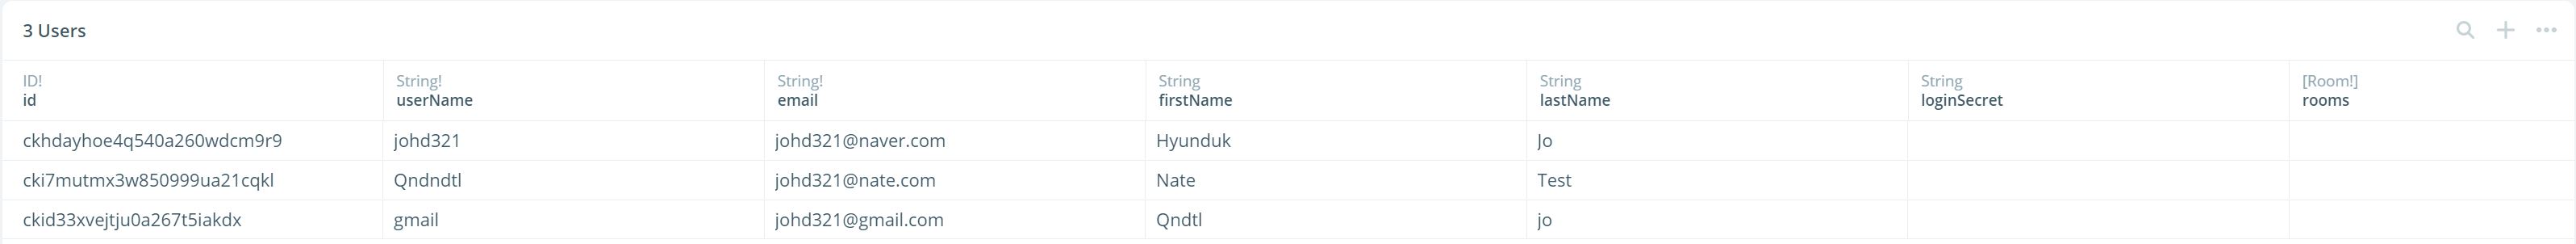 3 Users
ID! String! String! String String String [Room!]
id userName email firstName lastName loginSecret rooms
ckhdayhoe4q540a260wdcm9r9 johd321 johd321@naver.com Hyunduk Jo
cki7mutmx3w850999ua21cqkl Qndndtl johd321@nate.com Nate Test
ckid33xvejtju0a267t5iakdx gmail johd321@gmail.com Qndtl jo